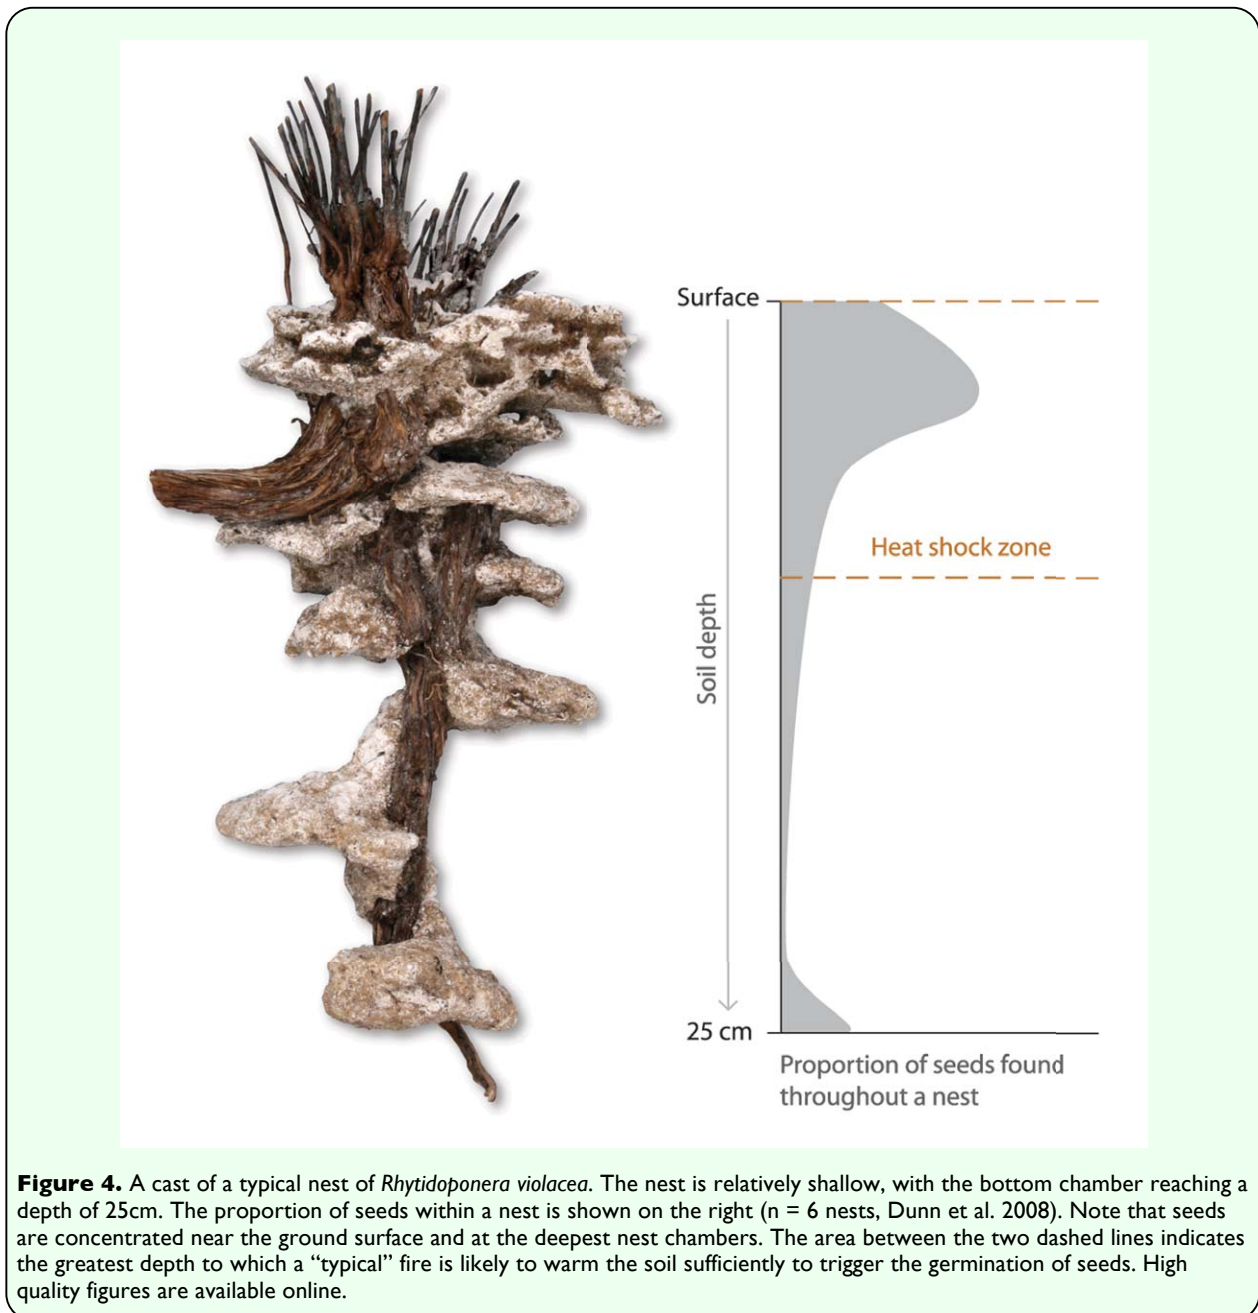 Surface
Heat shock zone
Soil depth
25 cm
Proportion of seeds found
throughout a nest
Figure 4. A cast of a typical nest of Rhytidoponera violacea. The nest is relatively shallow, with the bottom chamber reaching a
depth of 25cm. The proportion of seeds within a nest is shown on the right (n = 6 nests, Dunn et al. 2008). Note that seeds
are concentrated near the ground surface and at the deepest nest chambers. The area between the two dashed lines indicates
the greatest depth to which a “typical” fire is likely to warm the soil sufficiently to trigger the germination of seeds. High
quality figures are available online.